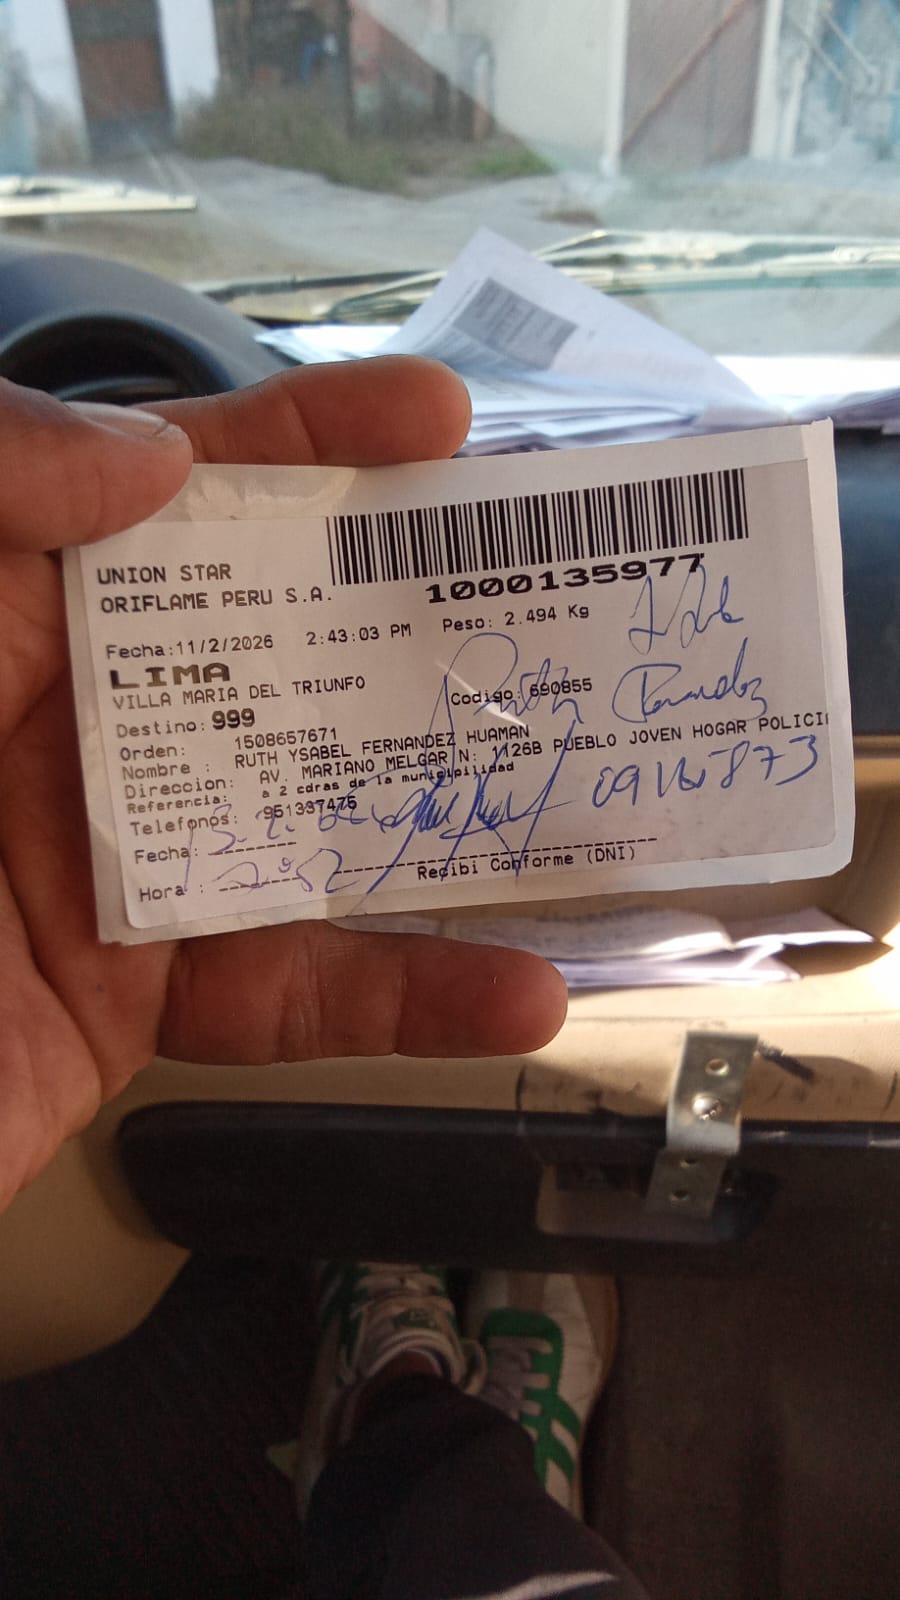 UNION STAR
ORIFLAME PERU S.A.
1000135977
Fecha:11/2/2026 2:43:03 PM Peso: 2.494 Kg
LIMA
VILLA MARIA DEL TRIUNFO
Codigo: 690855
Destino: 999
Orden: 1508657671
Nombre : RUTH YSABEL FERNANDEZ HUAMAN
Direccion: AV. MARIANO MELGAR N: 1126B PUEBLO JOVEN HOGAR POLICI
Referencia: a 2 cdras de la municipilidad
Telefonos: 951337475
Fernandez
Fecha:
Hora :
Recibi Conforme (DNI)